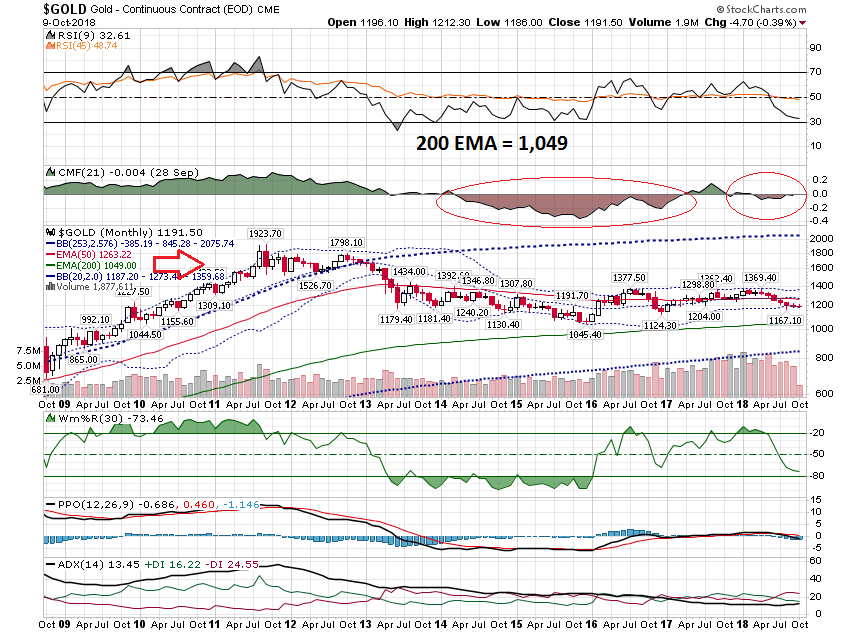 $GOLD Gold - Continuous Contract (EOD) CME © StockCharts.com
9-Oct-2018 Open 1196.10 High 1212.30 Low 1186.00 Close 1191.50 Volume 1.9M Chg -4.70 (-0.39%)
RSI(9) 32.61
RSI(45) 48.74
90
70
50
30
10
200 EMA = 1,049
CMF(21) -0.004 (28 Sep)
0.2
0.0
-0.2
-0.4
$GOLD (Monthly) 1191.50
BB(253,2.576) -385.19 - 845.28 - 2075.74
EMA(50) 1263.22
EMA(200) 1049.00
BB(20,2.0) 1187.20 - 1273.4 - 1359.68
Volume 1,877,611
1923.70
1798.10
1434.00
1392.60
1346.80
1307.80
1377.50
1298.80
1362.40
1369.40
1227.50
992.10
865.00
681.00
1044.50
1155.60
1309.10
1526.70
1179.40
1181.40
1240.20
1130.40
1191.70
1045.40
1124.30
1204.00
1167.10
2000
1800
1600
1400
1200
1000
800
600
7.5M
5.0M
2.5M
Oct 09 Apr Jul Oct 10 Apr Jul Oct 11 Apr Jul Oct 12 Apr Jul Oct 13 Apr Jul Oct 14 Apr Jul Oct 15 Apr Jul Oct 16 Apr Jul Oct 17 Apr Jul Oct 18 Apr Jul Oct
Wm%R(30) -73.46
-20
-50
-80
PPO(12,26,9) -0.686, 0.460, -1.146
15
10
5
0
-5
ADX(14) 13.45 +DI 16.22 -DI 24.55
60
40
20
0
Oct 09 Apr Jul Oct 10 Apr Jul Oct 11 Apr Jul Oct 12 Apr Jul Oct 13 Apr Jul Oct 14 Apr Jul Oct 15 Apr Jul Oct 16 Apr Jul Oct 17 Apr Jul Oct 18 Apr Jul Oct